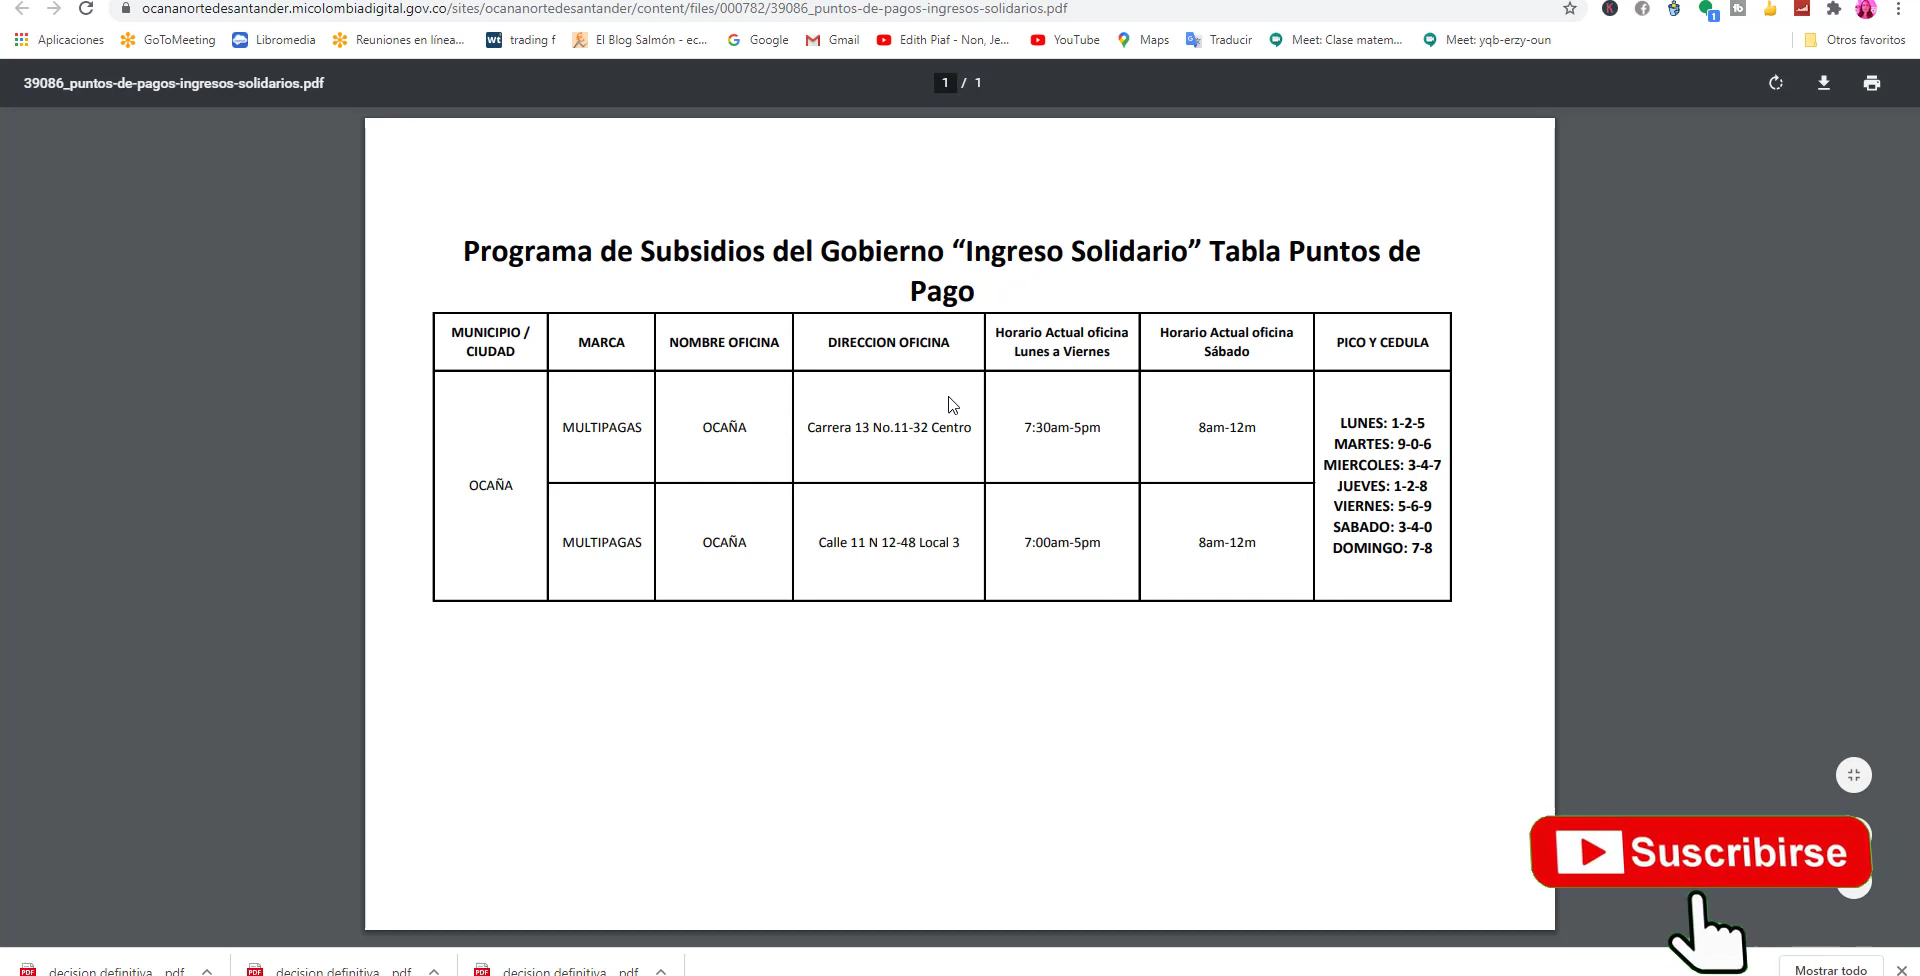 ocananortedesantander.micolombiadigital.gov.co/sites/ocananortedesantander/content/files/000782/39086_puntos-de-pagos-ingresos-solidarios.pdf
Aplicaciones GoToMeeting Libromedia Reuniones en línea... wt trading f El Blog Salmón - ec... Google Gmail Edith Piaf - Non, Je... YouTube Maps Traducir Meet: Clase matem... Meet: yqb-erzy-oun Otros favoritos
39086_puntos-de-pagos-ingresos-solidarios.pdf 1 / 1
Programa de Subsidios del Gobierno “Ingreso Solidario” Tabla Puntos de
Pago
MUNICIPIO / CIUDAD MARCA NOMBRE OFICINA DIRECCION OFICINA Horario Actual oficina Lunes a Viernes Horario Actual oficina Sábado PICO Y CEDULA
OCAÑA
MULTIPAGAS OCAÑA Carrera 13 No.11-32 Centro 7:30am-5pm 8am-12m
MULTIPAGAS OCAÑA Calle 11 N 12-48 Local 3 7:00am-5pm 8am-12m
LUNES: 1-2-5
MARTES: 9-0-6
MIERCOLES: 3-4-7
JUEVES: 1-2-8
VIERNES: 5-6-9
SABADO: 3-4-0
DOMINGO: 7-8
Suscribirse
decision definitiva...pdf decision definitiva...pdf decision definitiva...pdf Mostrar todo